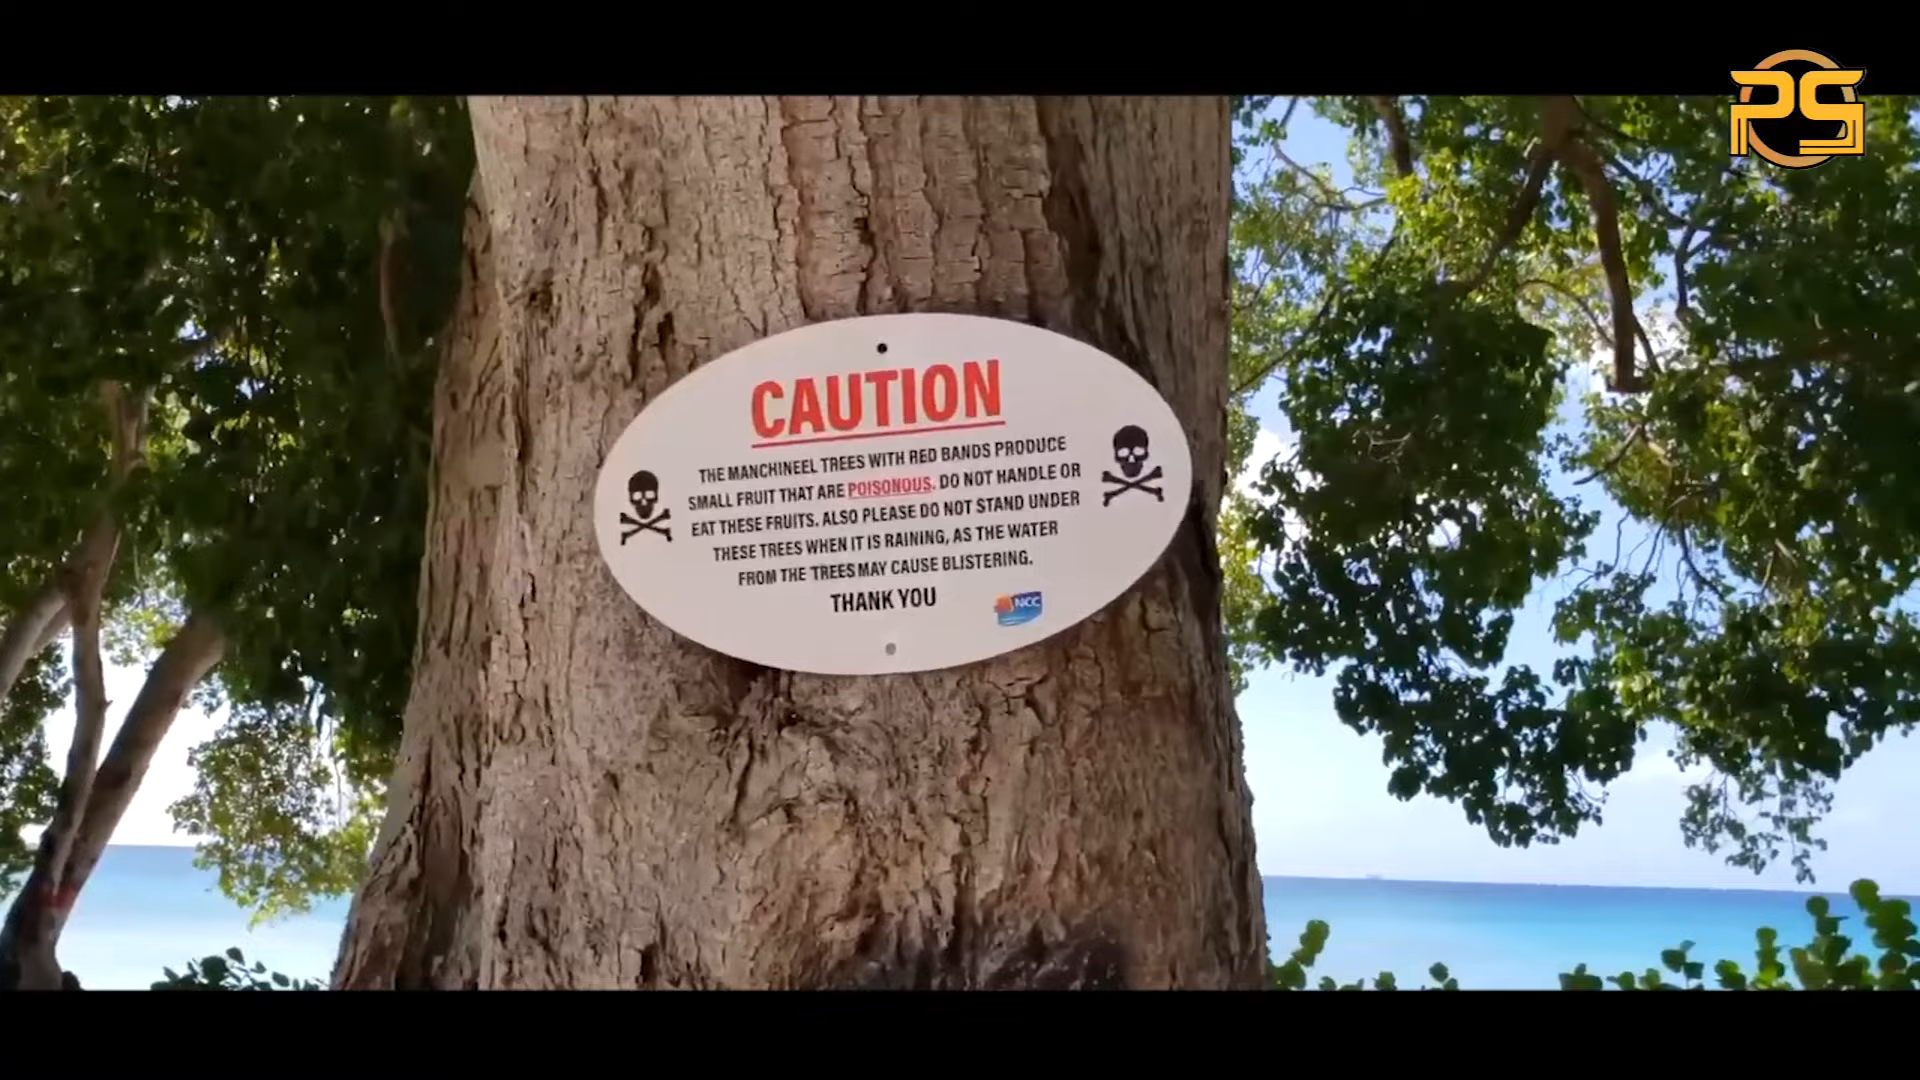 PS
CAUTION
THE MANCHINEEL TREES WITH RED BANDS PRODUCE
SMALL FRUIT THAT ARE POISONOUS. DO NOT HANDLE OR
EAT THESE FRUITS. ALSO PLEASE DO NOT STAND UNDER
THESE TREES WHEN IT IS RAINING, AS THE WATER
FROM THE TREES MAY CAUSE BLISTERING.
THANK YOU
NCC